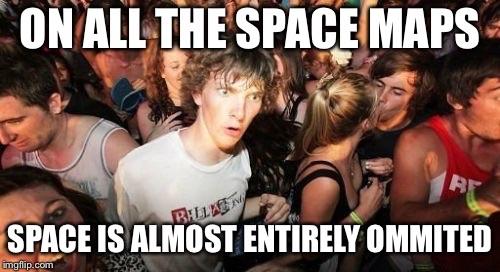 ON ALL THE SPACE MAPS
SPACE IS ALMOST ENTIRELY OMMITED
imgflip.com